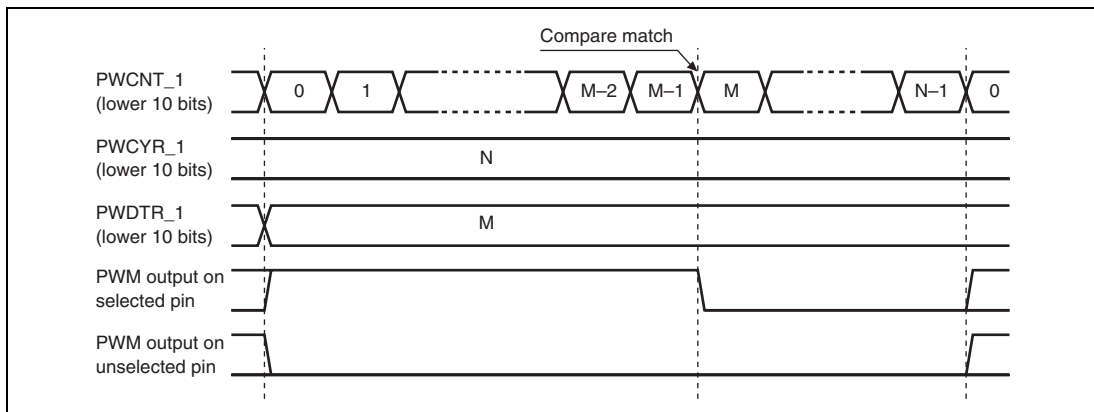 Compare match
PWCNT_1
(lower 10 bits)
0 1 M–2 M–1 M N–1 0
PWCYR_1
(lower 10 bits)
N
PWDTR_1
(lower 10 bits)
M
PWM output on
selected pin
PWM output on
unselected pin